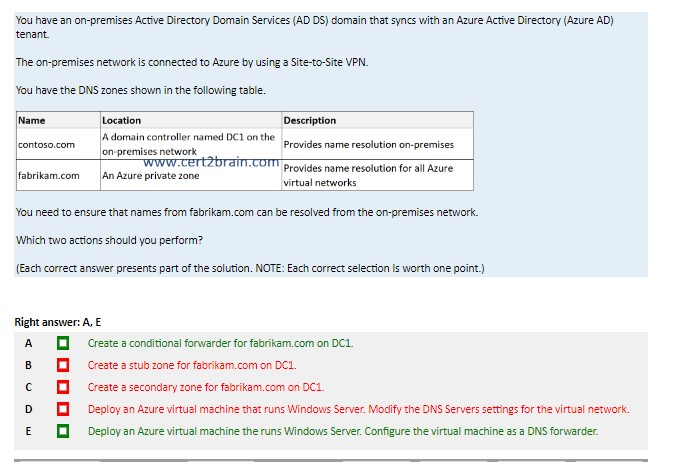 You have an on-premises Active Directory Domain Services (AD DS) domain that syncs with an Azure Active Directory (Azure AD)
tenant.
The on-premises network is connected to Azure by using a Site-to-Site VPN.
You have the DNS zones shown in the following table.
Name Location Description
contoso.com A domain controller named DC1 on the on-premises network Provides name resolution on-premises
www.cert2brain.com
fabrikam.com An Azure private zone Provides name resolution for all Azure virtual networks
You need to ensure that names from fabrikam.com can be resolved from the on-premises network.
Which two actions should you perform?
(Each correct answer presents part of the solution. NOTE: Each correct selection Is worth one point.)
Right answer: A, E
A Create a conditional forwarder for fabrikam.com on DC1.
B Create a stub zone for fabrikam.com on DC1.
C Create a secondary zone for fabrikam.com on DC1.
D Deploy an Azure virtual machine that runs Windows Server. Modify the DNS Servers settings for the virtual network.
E Deploy an Azure virtual machine the runs Windows Server. Configure the virtual machine as a DNS forwarder.